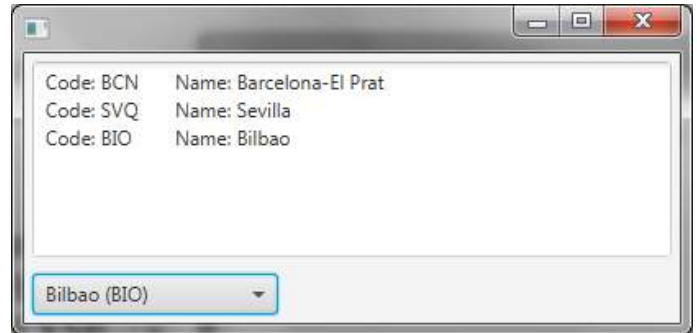 Code: BCN Name: Barcelona-El Prat
Code: SVQ Name: Sevilla
Code: BIO Name: Bilbao
Bilbao (BIO)